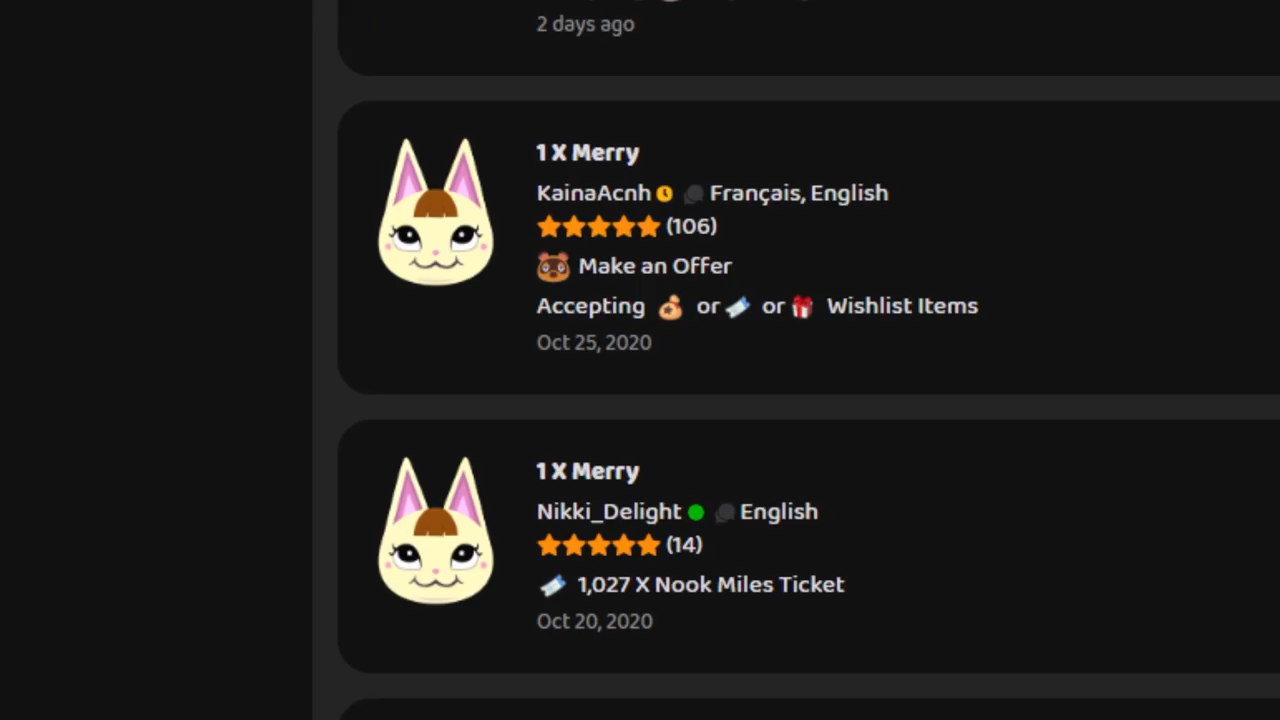 2 days ago
1 X Merry
KainaAcnh Français, English
(106)
Make an Offer
Accepting or or Wishlist Items
Oct 25, 2020
1 X Merry
Nikki_Delight English
(14)
1,027 X Nook Miles Ticket
Oct 20, 2020